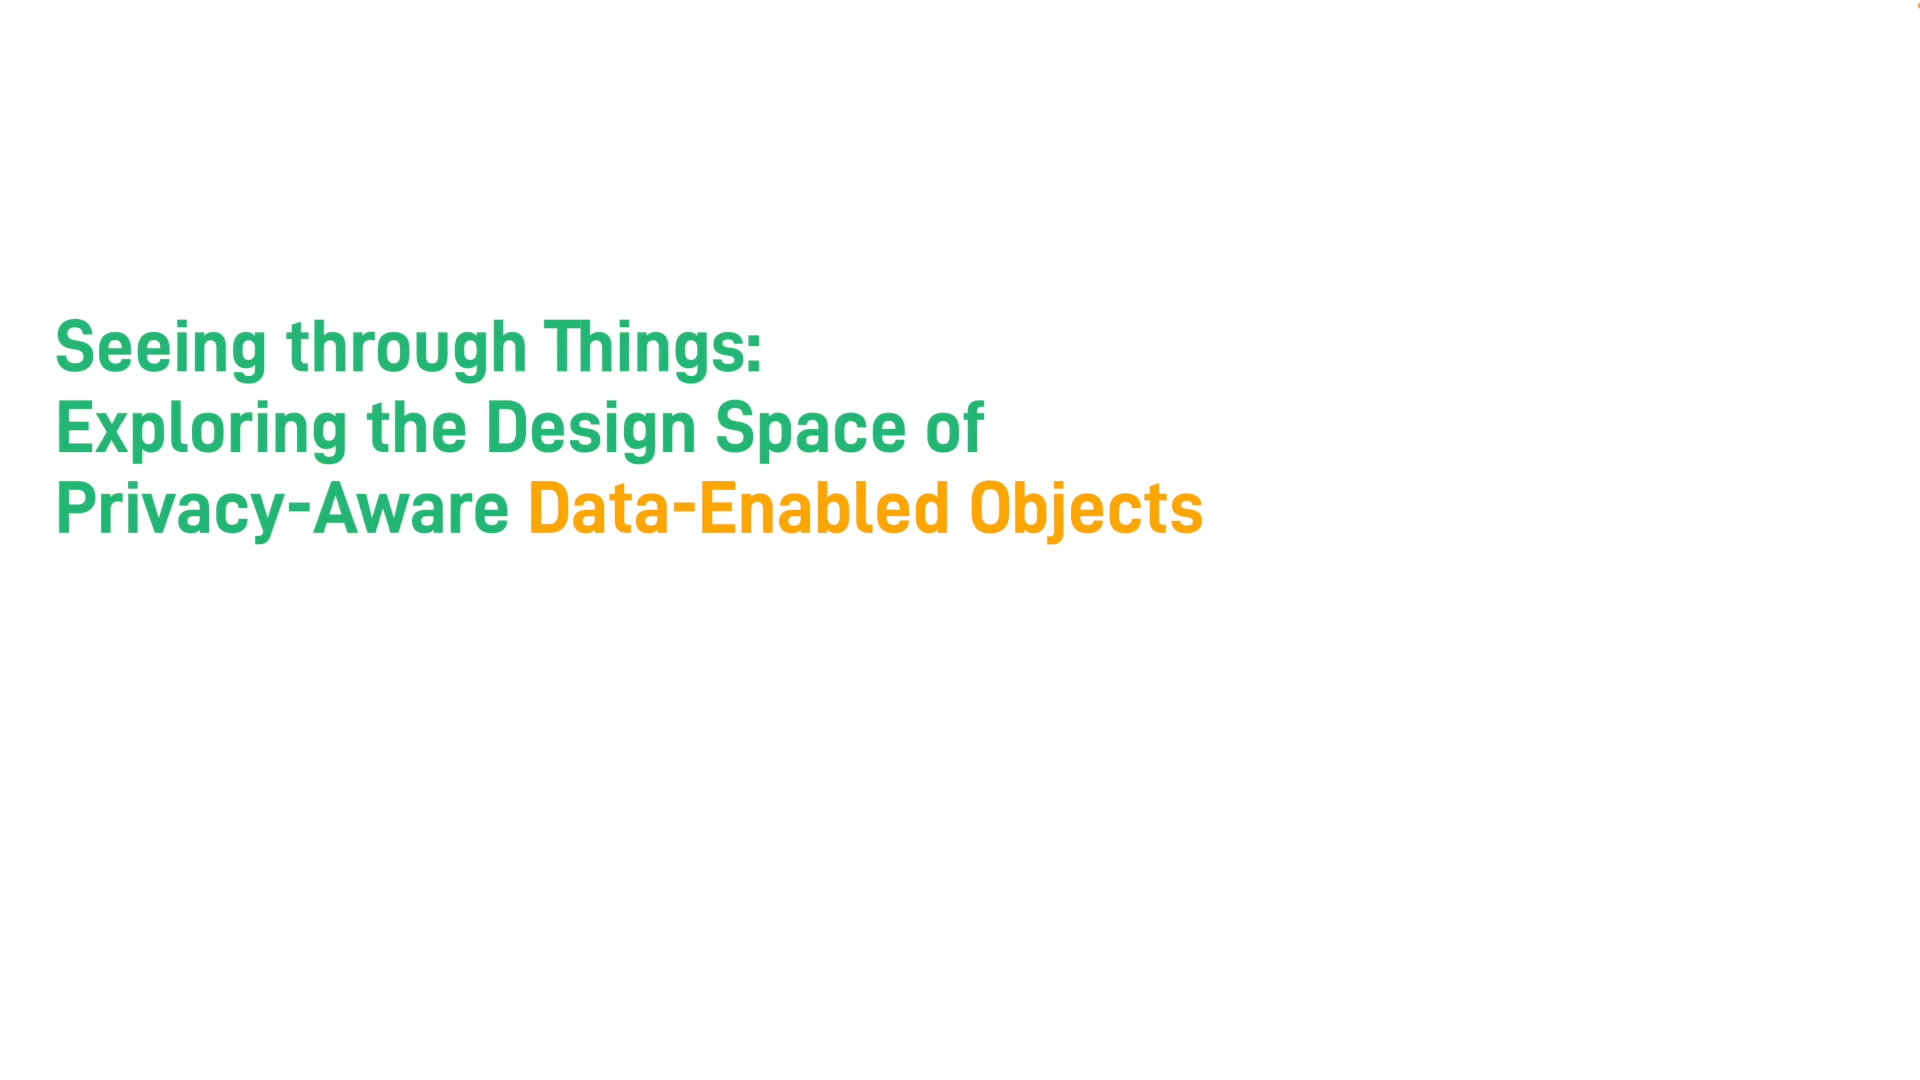 Seeing through Things:
Exploring the Design Space of
Privacy-Aware Data-Enabled Objects